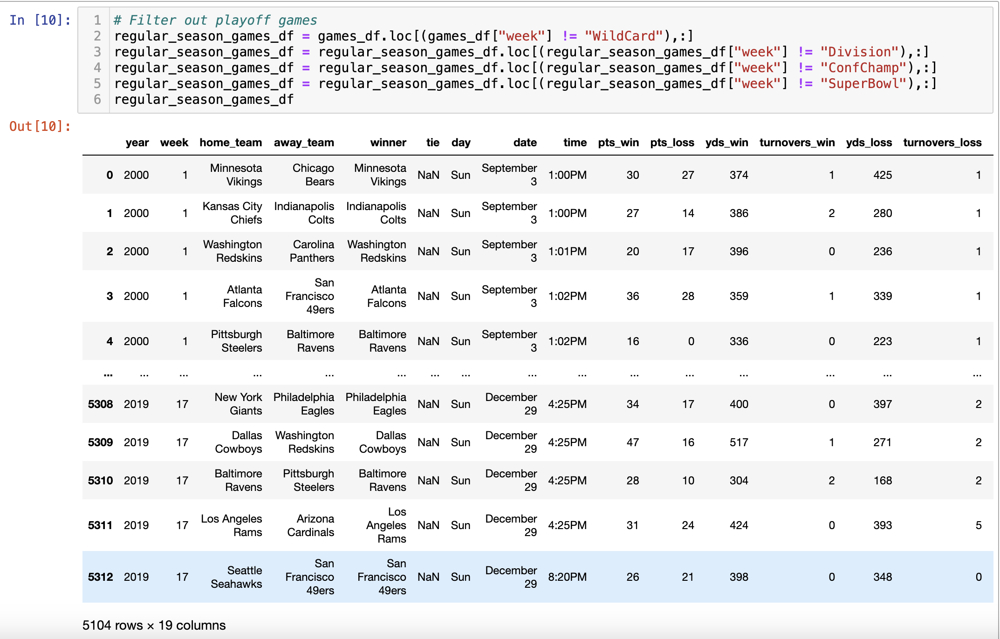 In [10]:
1 # Filter out playoff games
2 regular_season_games_df = games_df.loc[(games_df["week"] != "WildCard"),:]
3 regular_season_games_df = regular_season_games_df.loc[(regular_season_games_df["week"] != "Division"),:]
4 regular_season_games_df = regular_season_games_df.loc[(regular_season_games_df["week"] != "ConfChamp"),:]
5 regular_season_games_df = regular_season_games_df.loc[(regular_season_games_df["week"] != "SuperBowl"),:]
6 regular_season_games_df
Out[10]:
year week home_team away_team winner tie day date time pts_win pts_loss yds_win turnovers_win yds_loss turnovers_loss
0 2000 1 Minnesota Vikings Chicago Bears Minnesota Vikings NaN Sun September 3 1:00PM 30 27 374 1 425 1
1 2000 1 Kansas City Chiefs Indianapolis Colts Indianapolis Colts NaN Sun September 3 1:00PM 27 14 386 2 280 1
2 2000 1 Washington Redskins Carolina Panthers Washington Redskins NaN Sun September 3 1:01PM 20 17 396 0 236 1
3 2000 1 Atlanta Falcons San Francisco 49ers Atlanta Falcons NaN Sun September 3 1:02PM 36 28 359 1 339 1
4 2000 1 Pittsburgh Steelers Baltimore Ravens Baltimore Ravens NaN Sun September 3 1:02PM 16 0 336 0 223 1
... ... ... ... ... ... ... ... ... ... ... ... ... ... ... ...
5308 2019 17 New York Giants Philadelphia Eagles Philadelphia Eagles NaN Sun December 29 4:25PM 34 17 400 0 397 2
5309 2019 17 Dallas Cowboys Washington Redskins Dallas Cowboys NaN Sun December 29 4:25PM 47 16 517 1 271 2
5310 2019 17 Baltimore Ravens Pittsburgh Steelers Baltimore Ravens NaN Sun December 29 4:25PM 28 10 304 2 168 2
5311 2019 17 Los Angeles Rams Arizona Cardinals Los Angeles Rams NaN Sun December 29 4:25PM 31 24 424 0 393 5
5312 2019 17 Seattle Seahawks San Francisco 49ers San Francisco 49ers NaN Sun December 29 8:20PM 26 21 398 0 348 0
5104 rows × 19 columns